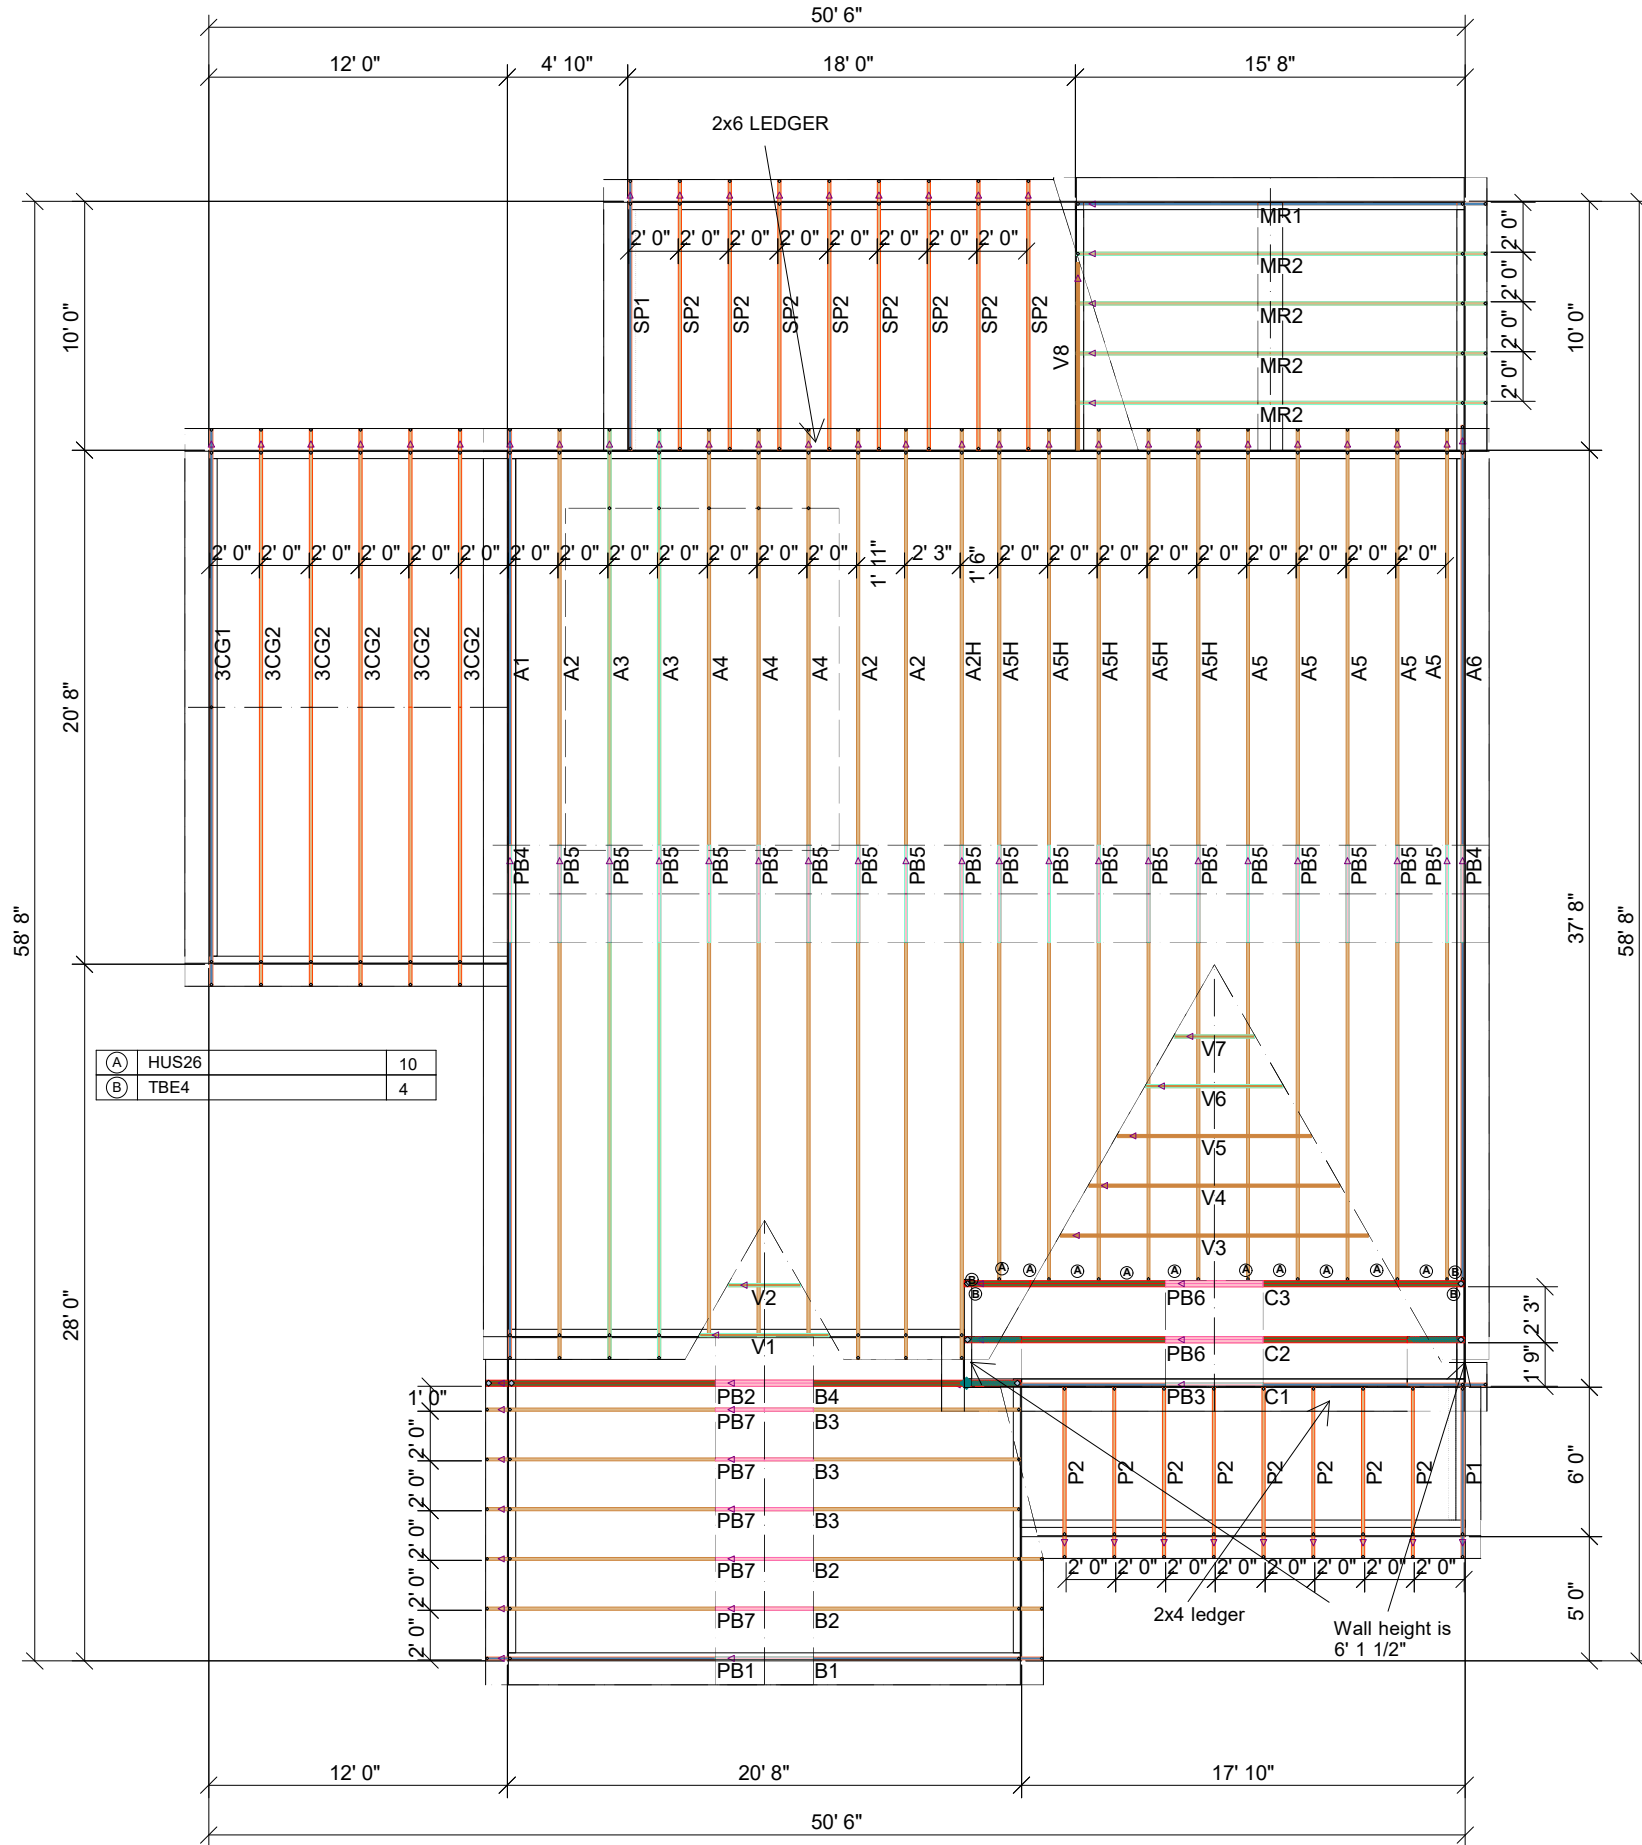 50' 6"
12' 0" 4' 10" 18' 0" 15' 8"
2x6 LEDGER
MR1
2' 0" 2' 0" 2' 0" 2' 0" 2' 0" 2' 0" 2' 0" 2' 0"
MR2
MR2
MR2
MR2
2' 0" 2' 0" 2' 0" 2' 0"
SP1 SP2 SP2 SP2 SP2 SP2 SP2 SP2 SP2
V8
10' 0" 10' 0"
2' 0" 2' 0" 2' 0" 2' 0" 2' 0" 2' 0" 2' 0" 2' 0" 2' 0" 2' 0" 2' 0" 2' 0" 2' 0" 1' 11" 2' 3" 1' 6" 2' 0" 2' 0" 2' 0" 2' 0" 2' 0" 2' 0" 2' 0" 2' 0" 2' 0"
3CG1 3CG2 3CG2 3CG2 3CG2 3CG2 A1 A2 A3 A3 A4 A4 A4 A2 A2 A2H A5H A5H A5H A5H A5H A5 A5 A5 A5 A5 A6
20' 8"
PB4 PB5 PB5 PB5 PB5 PB5 PB5 PB5 PB5 PB5 PB5 PB5 PB5 PB5 PB5 PB5 PB5 PB5 PB5 PB5 PB4
58' 8" 37' 8" 58' 8"
A HUS26 10
B TBE4 4
V7
V6
V5
V4
V3
28' 0"
A A A A A A A A A A
B B B B
V2
PB6 C3
2' 3"
V1
PB6 C2
1' 9"
PB2 B4
PB3 C1
1' 0"
PB7 B3
PB7 B3
PB7 B3
PB7 B2
PB7 B2
PB1 B1
2' 0" 2' 0" 2' 0" 2' 0" 2' 0"
P2 P2 P2 P2 P2 P2 P2 P2 P1
6' 0"
2' 0" 2' 0" 2' 0" 2' 0" 2' 0" 2' 0" 2' 0" 2' 0"
5' 0"
2x4 ledger
Wall height is
6' 1 1/2"
12' 0" 20' 8" 17' 10"
50' 6"